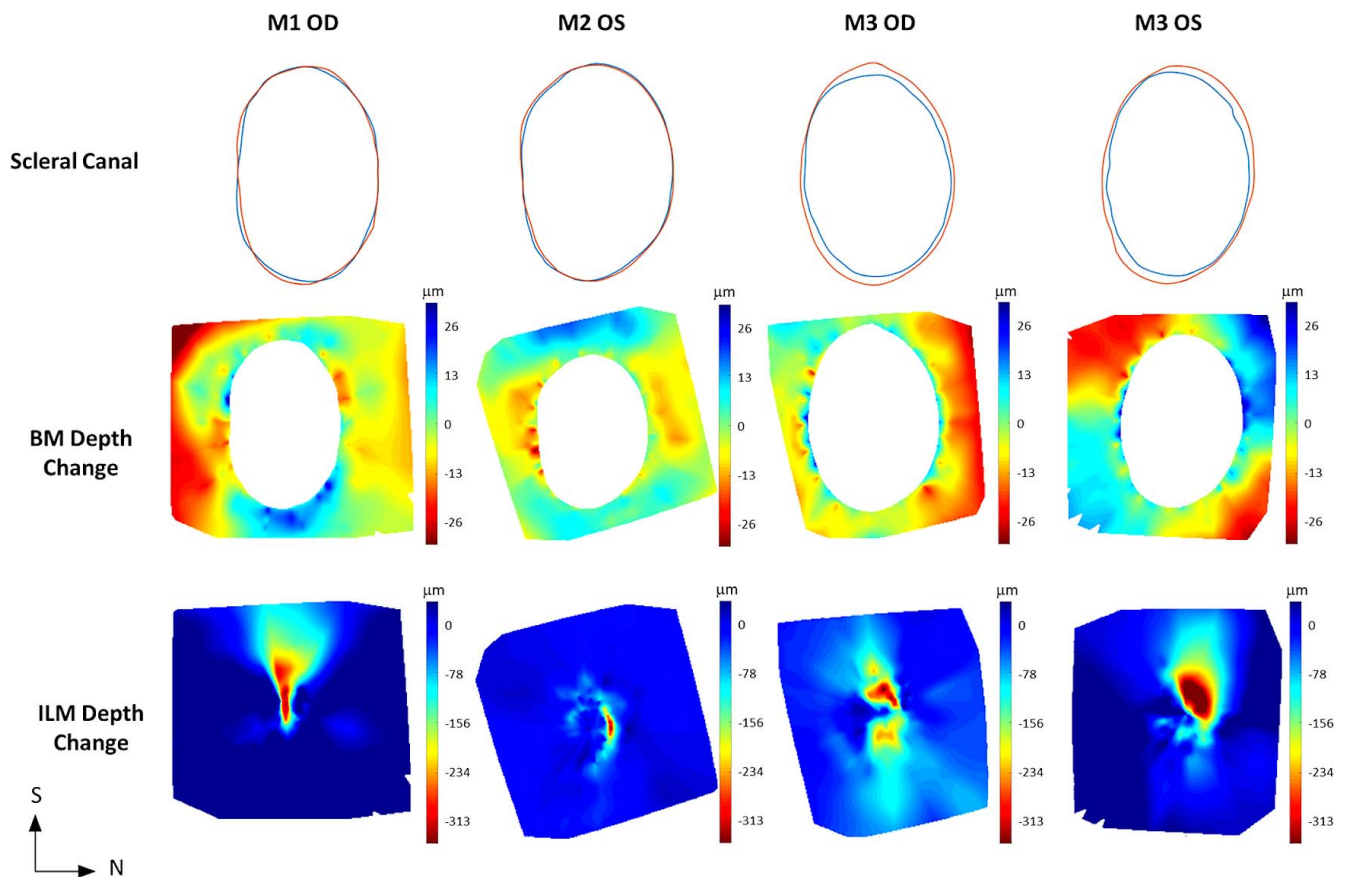 M1 OD
M2 OS
M3 OD
M3 OS
Scleral Canal
BM Depth
Change
μm
26
13
0
-13
-26
μm
26
13
0
-13
-26
μm
26
13
0
-13
-26
μm
26
13
0
-13
-26
ILM Depth
Change
μm
0
-78
-156
-234
-313
μm
0
-78
-156
-234
-313
μm
0
-78
-156
-234
-313
μm
0
-78
-156
-234
-313
S
N